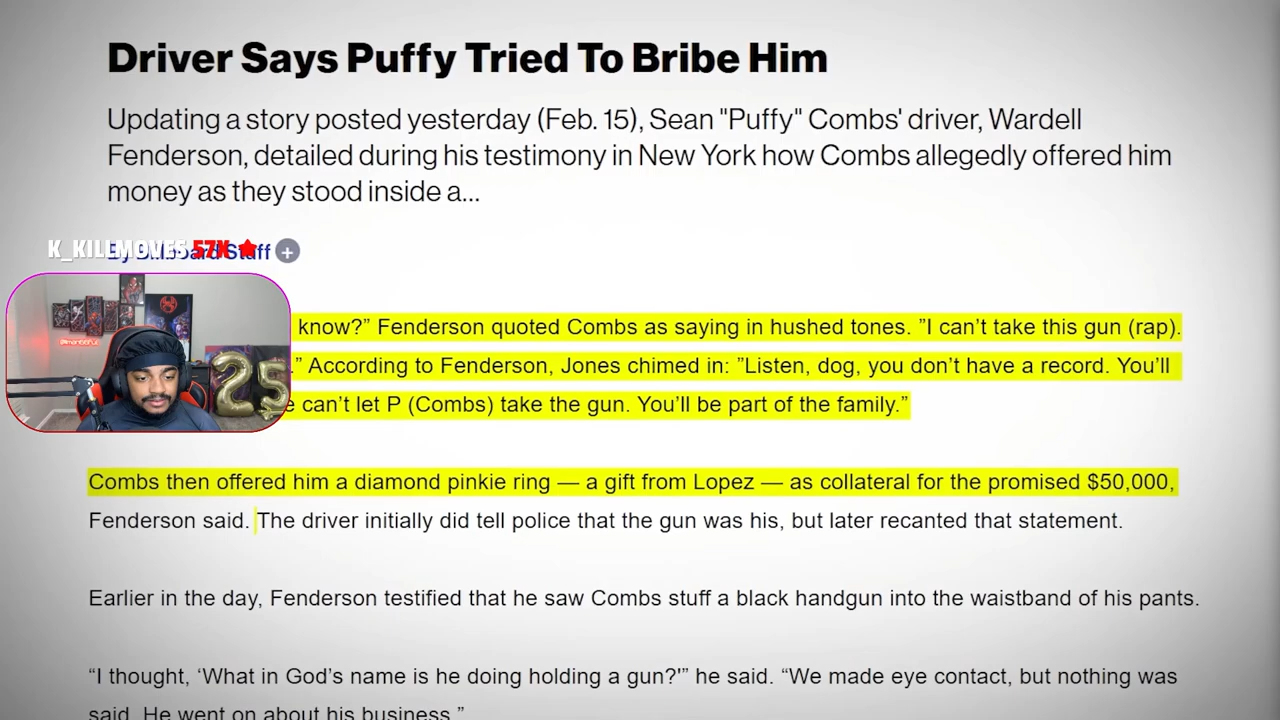 Driver Says Puffy Tried To Bribe Him
Updating a story posted yesterday (Feb. 15), Sean "Puffy" Combs' driver, Wardell
Fenderson, detailed during his testimony in New York how Combs allegedly offered him
money as they stood inside a...
K_KILLMOVES 57X
By Billboard Staff +
know?” Fenderson quoted Combs as saying in hushed tones. ”I can’t take this gun (rap).
.” According to Fenderson, Jones chimed in: ”Listen, dog, you don’t have a record. You’ll
can’t let P (Combs) take the gun. You’ll be part of the family.”
25
Combs then offered him a diamond pinkie ring — a gift from Lopez — as collateral for the promised $50,000,
Fenderson said. The driver initially did tell police that the gun was his, but later recanted that statement.
Earlier in the day, Fenderson testified that he saw Combs stuff a black handgun into the waistband of his pants.
“I thought, ‘What in God’s name is he doing holding a gun?'” he said. “We made eye contact, but nothing was
said. He went on about his business.”